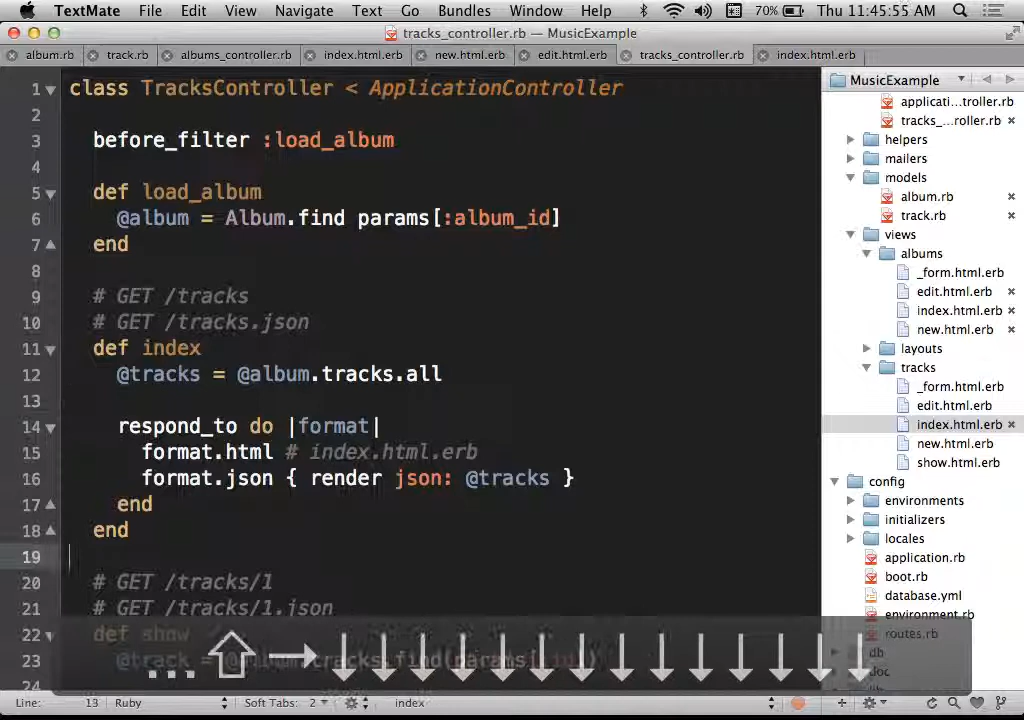 TextMate File Edit View Navigate Text Go Bundles Window Help 70% Thu 11:45:55 AM
tracks_controller.rb — MusicExample
album.rb track.rb albums_controller.rb index.html.erb new.html.erb edit.html.erb tracks_controller.rb index.html.erb
1 class TracksController < ApplicationController
2
3 before_filter :load_album
4
5 def load_album
6 @album = Album.find params[:album_id]
7 end
8
9 # GET /tracks
10 # GET /tracks.json
11 def index
12 @tracks = @album.tracks.all
13
14 respond_to do |format|
15 format.html # index.html.erb
16 format.json { render json: @tracks }
17 end
18 end
19
20 # GET /tracks/1
21 # GET /tracks/1.json
22 def show
23 @track =
24
MusicExample
applicati…troller.rb
tracks_…roller.rb
helpers
mailers
models
album.rb
track.rb
views
albums
_form.html.erb
edit.html.erb
index.html.erb
new.html.erb
layouts
tracks
_form.html.erb
edit.html.erb
index.html.erb
new.html.erb
show.html.erb
config
environments
initializers
locales
application.rb
boot.rb
database.yml
environment.rb
routes.rb
db
doc
lib
... ⇧→↓↓↓↓↓↓↓↓↓↓↓↓↓↓
Line: 13 Ruby Soft Tabs: 2 index